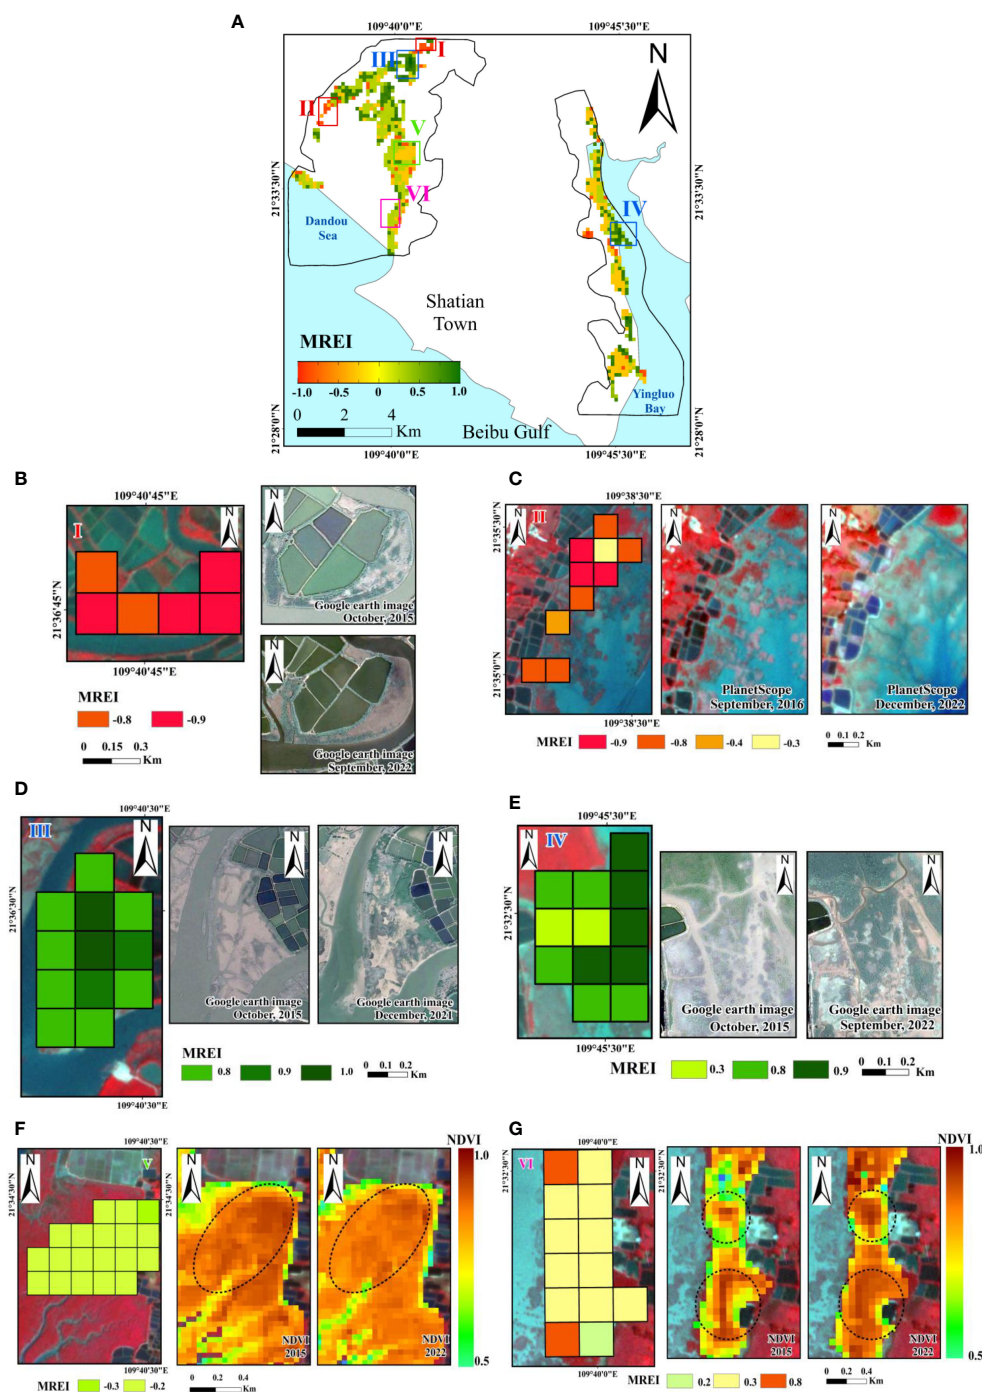 A
109°40'0"E
109°45'30"E
N
I
III
II
V
VI
IV
21°33'30"N
21°33'30"N
Dandou
Sea
Shatian
Town
MREI
-1.0
-0.5
0
0.5
1.0
0 2 4
Km
Yingluo
Bay
Beibu Gulf
21°28'0"N
21°28'0"N
109°40'0"E
109°45'30"E
B
109°40'45"E
I
N
21°36'45"N
109°40'45"E
MREI
-0.8
-0.9
0 0.15 0.3
Km
N
Google earth image
October, 2015
N
Google earth image
September, 2022
C
109°38'30"E
II
N
21°35'30"N
21°35'0"N
109°38'30"E
N
PlanetScope
September, 2016
N
PlanetScope
December, 2022
MREI
-0.9
-0.8
-0.4
-0.3
0 0.1 0.2
Km
D
109°40'30"E
III
N
21°36'30"N
109°40'30"E
N
Google earth image
October, 2015
N
Google earth image
December, 2021
MREI
0.8
0.9
1.0
0 0.1 0.2
Km
E
109°45'30"E
IV
N
21°32'30"N
109°45'30"E
N
Google earth image
October, 2015
N
Google earth image
September, 2022
MREI
0.3
0.8
0.9
0 0.1 0.2
Km
F
109°40'30"E
V
N
21°34'30"N
109°40'30"E
N
NDVI
2015
N
NDVI
2022
NDVI
1.0
0.5
MREI
-0.3
-0.2
0 0.2 0.4
Km
G
109°40'0"E
VI
N
21°32'30"N
109°40'0"E
N
NDVI
2015
N
NDVI
2022
NDVI
1.0
0.5
MREI
0.2
0.3
0.8
0 0.2 0.4
Km